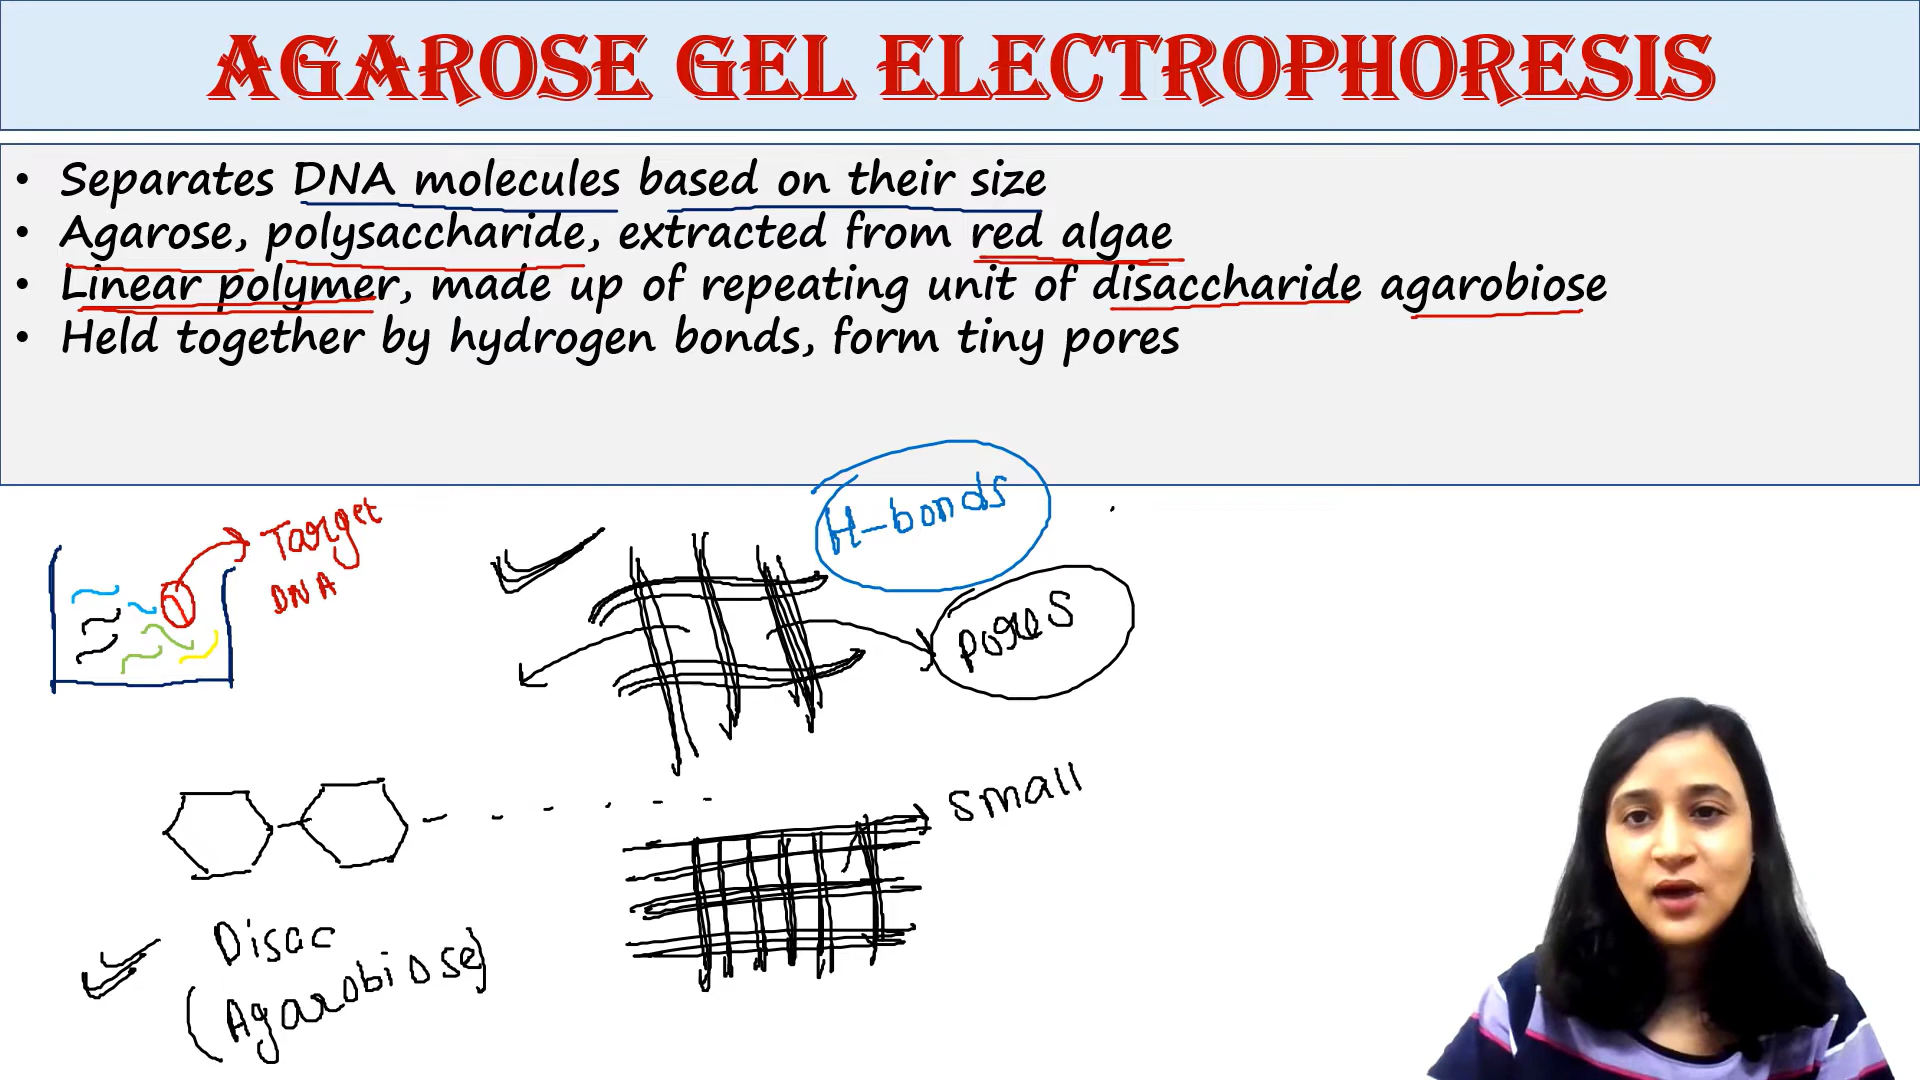 AGAROSE GEL ELECTROPHORESIS
• Separates DNA molecules based on their size
• Agarose, polysaccharide, extracted from red algae
• Linear polymer, made up of repeating unit of disaccharide agarobiose
• Held together by hydrogen bonds, form tiny pores
H-bonds
Target
DNA
Pores
small
Disac
(Agarobiose)